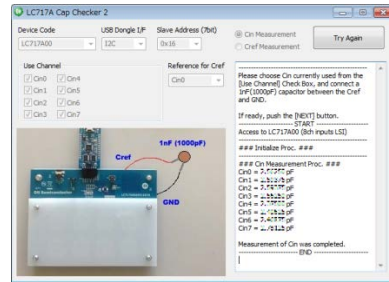 LC717A Cap Checker 2
Device Code
USB Dongle I/F
Slave Address (7bit)
LC717A00
I2C
0x16
Cin Measurement
Cref Measurement
Try Again
Use Channel
Cin0
Cin4
Cin1
Cin5
Cin2
Cin6
Cin3
Cin7
Reference for Cref
Cin0
1nF (1000pF)
Cref
GND
Please choose Cin currently used from the
[Use Channel] Check Box, and connect a
1nF(1000pF) capacitor between the Cref
and GND.
If ready, push the [NEXT] button.
---------------------- START ----------------------
Access to LC717A00 (8ch inputs LSI)
### Initialize Proc. ###
### Cin Measurement Proc. ###
Cin0 = pF
Cin1 = pF
Cin2 = pF
Cin3 = pF
Cin4 = pF
Cin5 = pF
Cin6 = pF
Cin7 = pF
Measurement of Cin was completed.
---------------------- END ----------------------